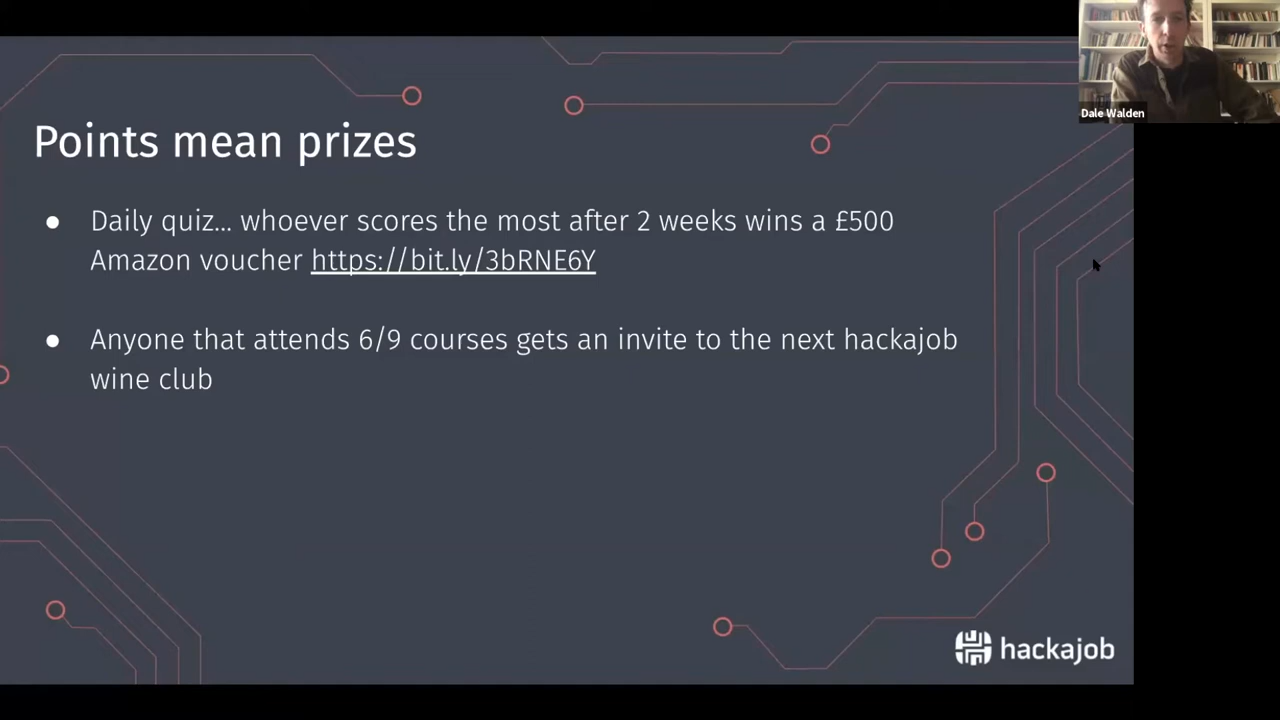 Dale Walden
Points mean prizes
● Daily quiz... whoever scores the most after 2 weeks wins a £500
Amazon voucher https://bit.ly/3bRNE6Y
● Anyone that attends 6/9 courses gets an invite to the next hackajob
wine club
hackajob